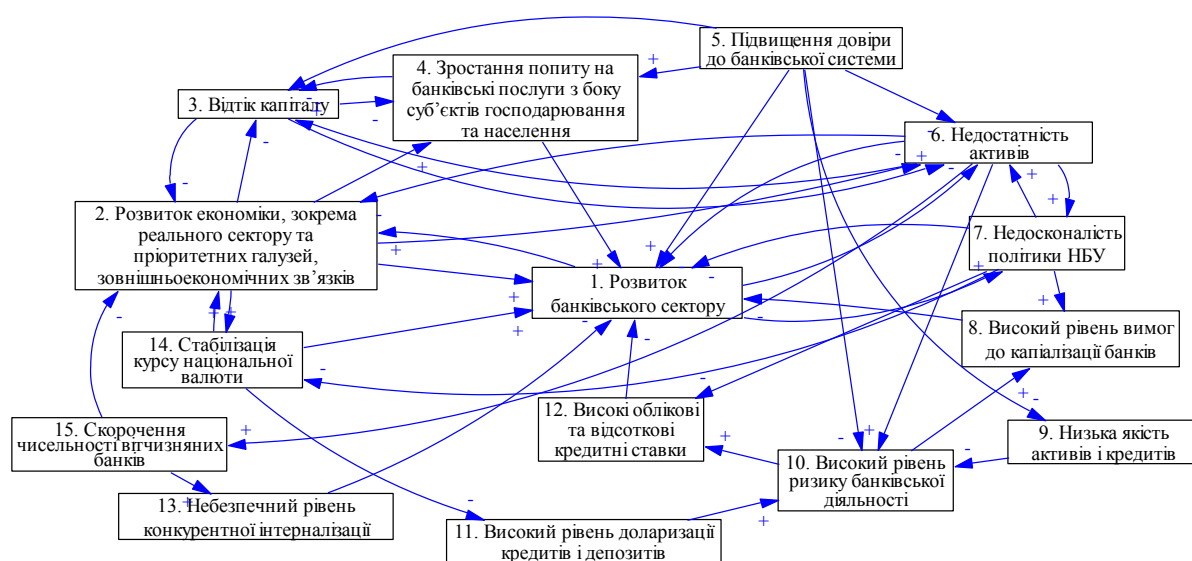 5. Підвищення довіри
до банківської системи
4. Зростання попиту на
банківські послуги з боку
суб’єктів господарювання
та населення
3. Відтік капіталу
6. Недостатність
активів
2. Розвиток економіки, зокрема
реального сектору та
пріоритетних галузей,
зовнішньоекономічних зв’язків
7. Недосконалість
політики НБУ
1. Розвиток
банківського сектору
8. Високий рівень вимог
до капіалізації банків
14. Стабілізація
курсу національної
валюти
12. Високі облікові
та відсоткові
кредитні ставки
15. Скорочення
чисельності вітчизняних
банків
9. Низька якість
активів і кредитів
10. Високий рівень
ризику банківської
діяльності
13. Небезпечний рівень
конкурентної інтерналізації
11. Високий рівень доларизації
кредитів і депозитів